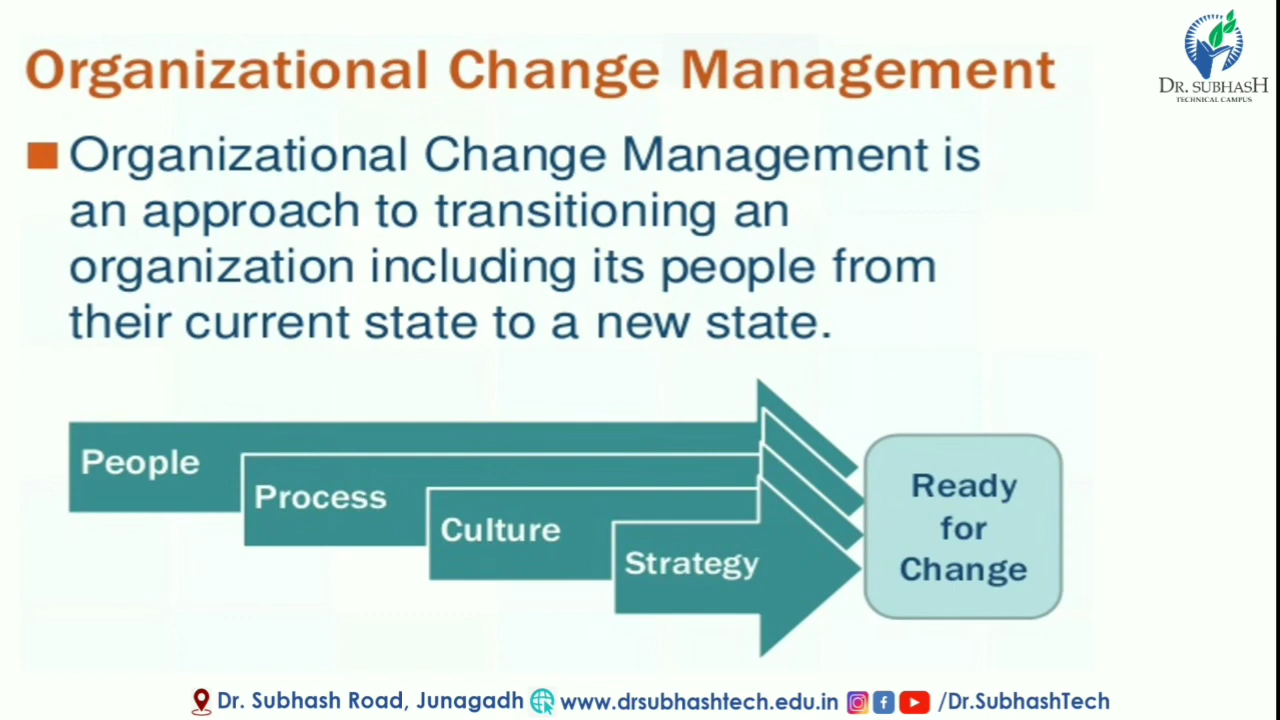 Organizational Change Management
DR. SUBHASH
TECHNICAL CAMPUS
Organizational Change Management is
an approach to transitioning an
organization including its people from
their current state to a new state.
People
Process
Culture
Strategy
Ready
for
Change
Dr. Subhash Road, Junagadh www.drsubhashtech.edu.in /Dr.SubhashTech